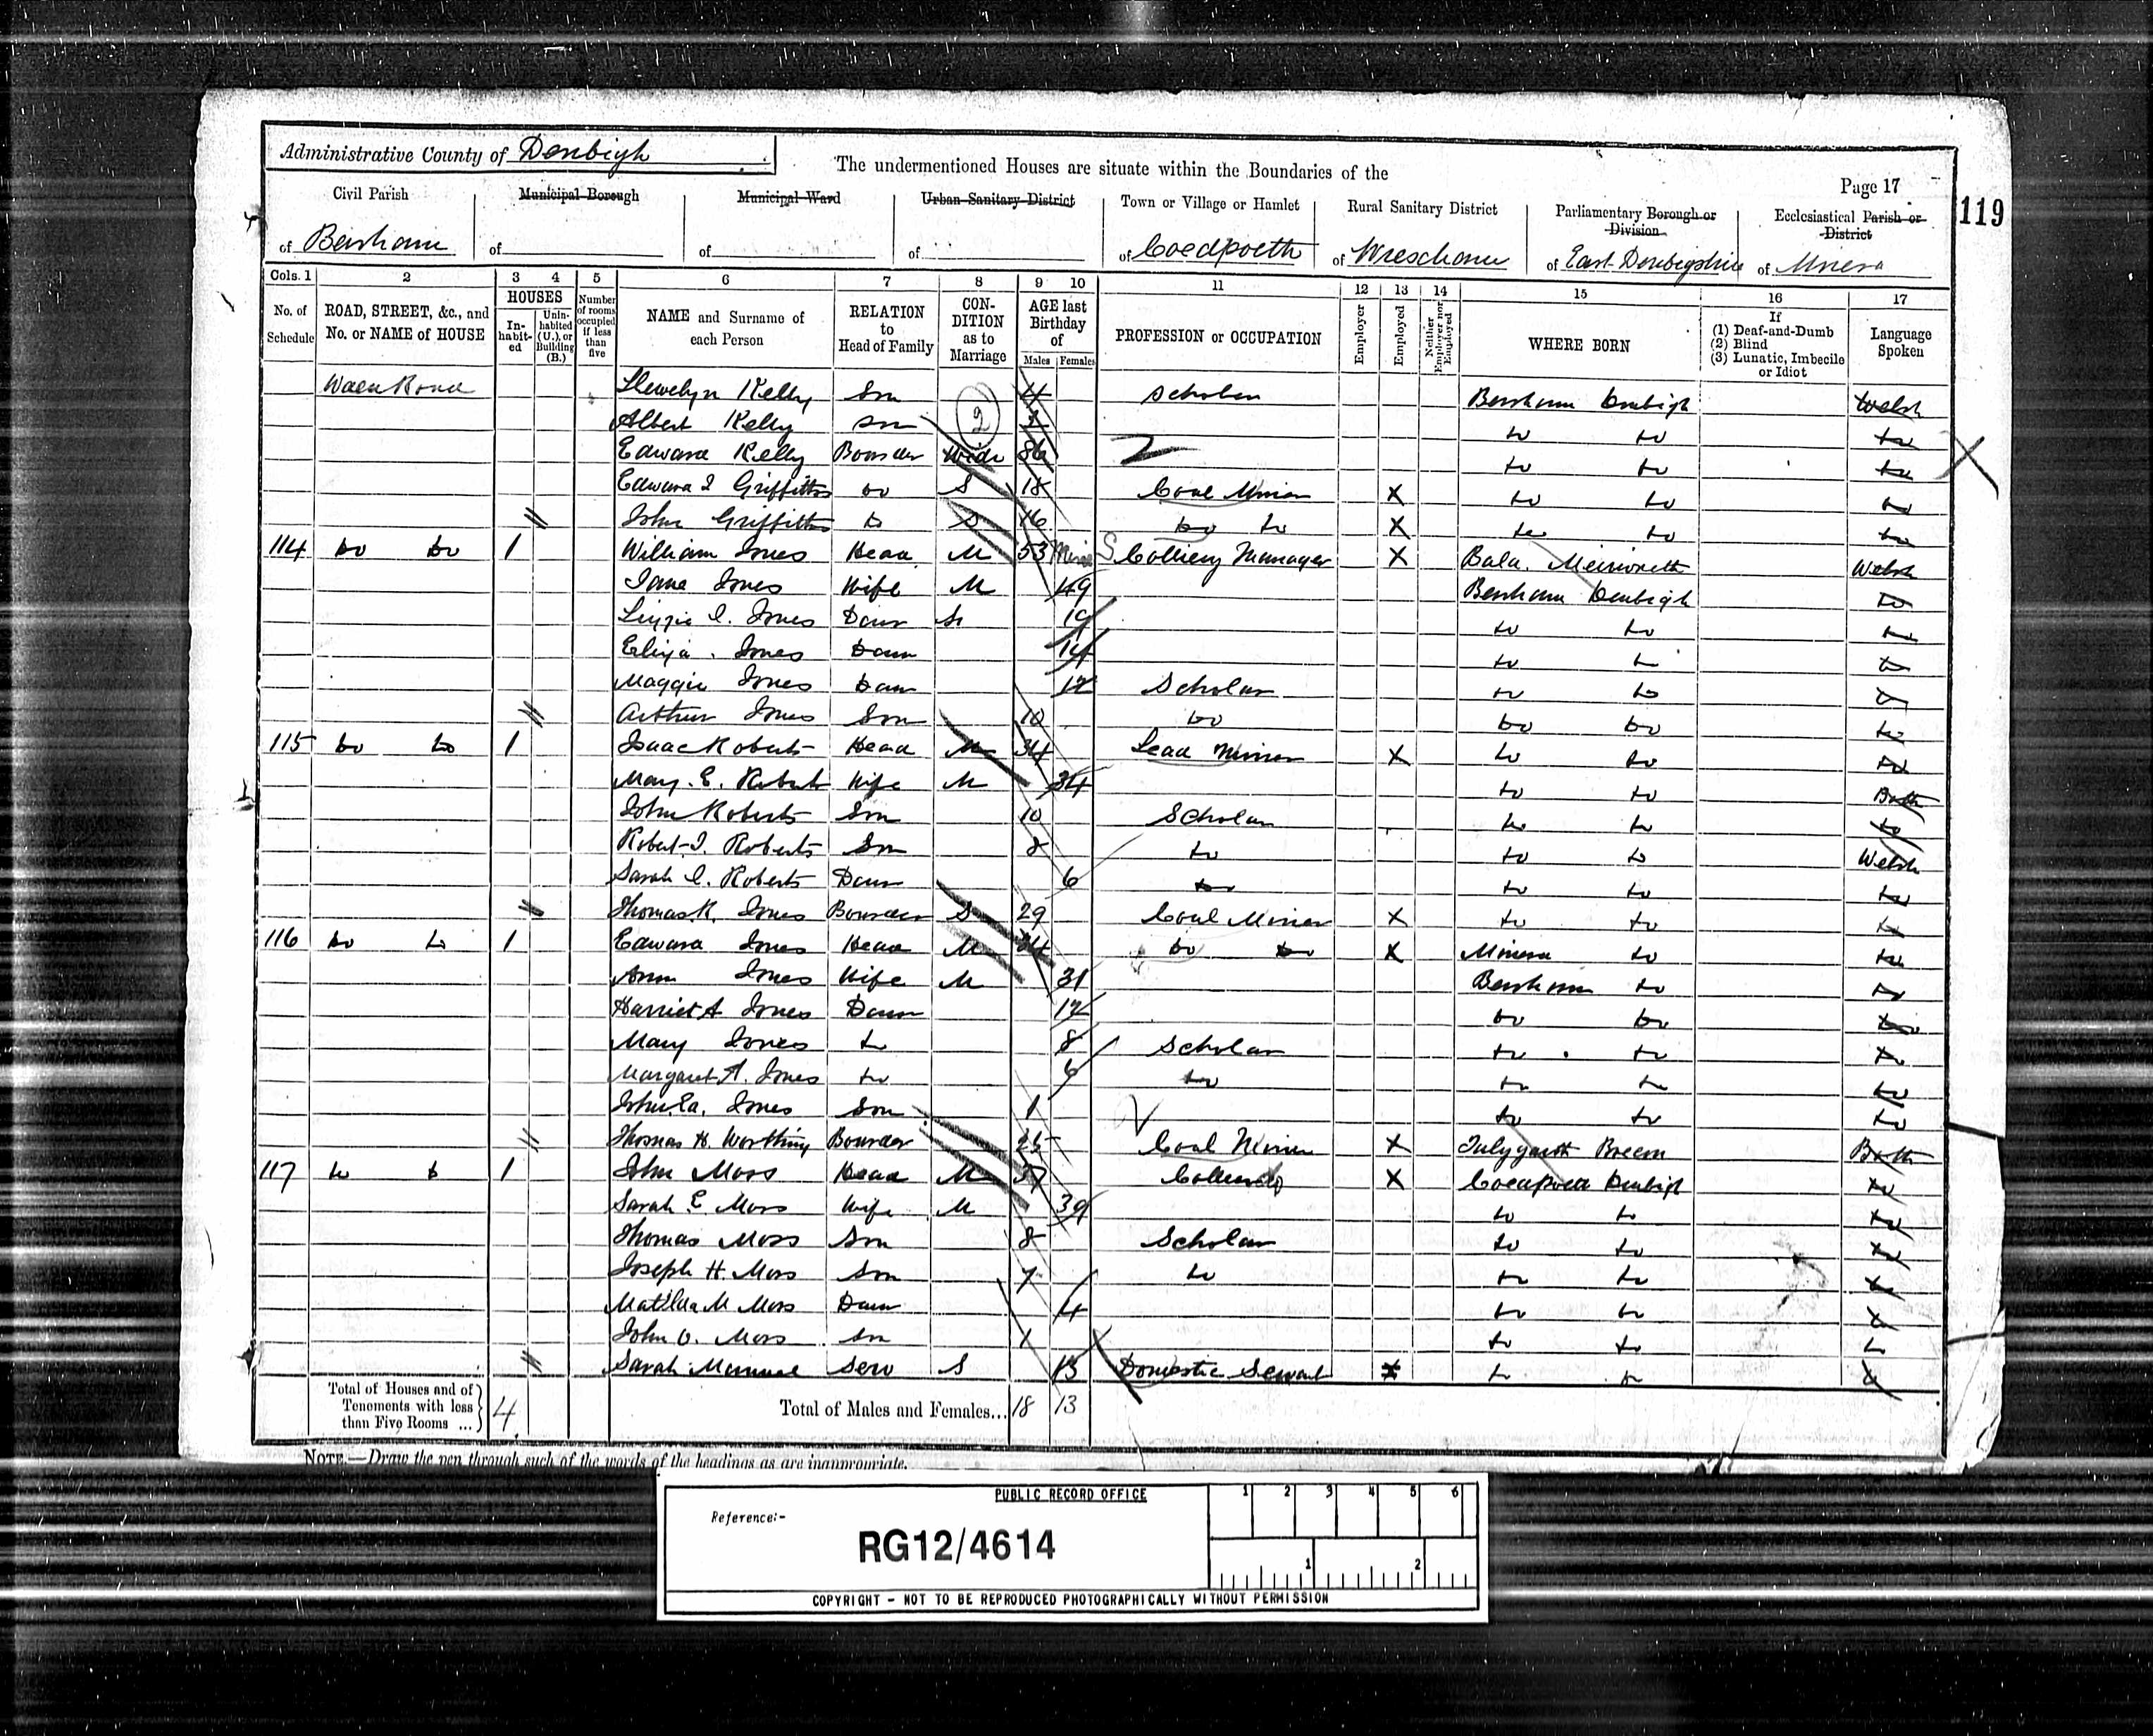 Administrative County of Denbigh
The undermentioned Houses are situate within the Boundaries of the
Page 17
119
Civil Parish of Bersham
Municipal Borough of
Municipal Ward of
Urban Sanitary District of
Town or Village or Hamlet of Coedpoeth
Rural Sanitary District of Wrexham
Parliamentary Borough or Division of East Denbigshire
Ecclesiastical Parish or District of Minera
Cols. 1 2 3 4 5 6 7 8 9 10 11 12 13 14 15 16 17
No. of Schedule
ROAD, STREET, &c., and No. or NAME of HOUSE
HOUSES
In-habit-ed
Unin-habited (U.), or Building (B.)
Number of rooms occupied if less than five
NAME and Surname of each Person
RELATION to Head of Family
CON-DITION as to Marriage
AGE last Birthday of
Males Females
PROFESSION or OCCUPATION
Employer
Employed
Neither Employer nor Employed
WHERE BORN
If (1) Deaf-and-Dumb (2) Blind (3) Lunatic, Imbecile or Idiot
Language Spoken
Waen Road Llewelyn Kelly Son 4 Scholar Bersham Denbigh Welsh
Albert Kelly Son 2 do do do
Edward Kelly Boarder Widr 86 do do do
Edward I Griffiths do S 18 Coal Miner X do do do
John Griffiths do S 16 do do X do do do
114 do do 1 William Jones Head M 53 Colliery Manager X Bala, Merioneth Welsh
Jane Jones Wife M 49 Bersham Denbigh do
Lizzie I. Jones Daur S 19 do do do
Eliza Jones Daur 14 do do do
Maggie Jones Daur 12 Scholar do do do
Arthur Jones Son 10 do do do do
115 do do 1 Isaac Roberts Head M 34 Lead Miner X do do do
Mary E. Robert Wife M 34 do do Both
John Roberts Son 10 Scholar do do do
Robert I. Roberts Son 8 do do do Welsh
Sarah I. Roberts Daur 6 do do do do
Thomas R. Jones Boarder S 29 Coal Miner X do do do
116 do do 1 Edward Jones Head M 34 do do X Minera do do
Ann Jones Wife M 31 Bersham do do
Harriet A Jones Daur 12 do do do
Mary Jones do 8 Scholar do do do
Margaret A. Jones do 6 do do do do
John Ed. Jones Son 1 do do do
Thomas H. Worthing Boarder 25 Coal Miner X Talygarth Brecon Both
117 do do 1 John Moss Head M 37 X Coedpoeth Denbigh do
Sarah E Moss Wife M 39 do do do
Thomas Moss Son 8 Scholar do do do
Joseph H. Moss Son 7 do do do do
Matilda M Moss Daur 4 do do do
John O. Moss Son 1 do do do
Sarah Manuel Serv S 13 Domestic Servant X do do do
Total of Houses and of Tenements with less than Five Rooms ... 4
Total of Males and Females... 18 13
NOTE.—Draw the pen through such of the words of the headings as are inappropriate.
PUBLIC RECORD OFFICE
1 2 3 4 5 6
Reference:-
RG12/4614
1 2
COPYRIGHT - NOT TO BE REPRODUCED PHOTOGRAPHICALLY WITHOUT PERMISSION